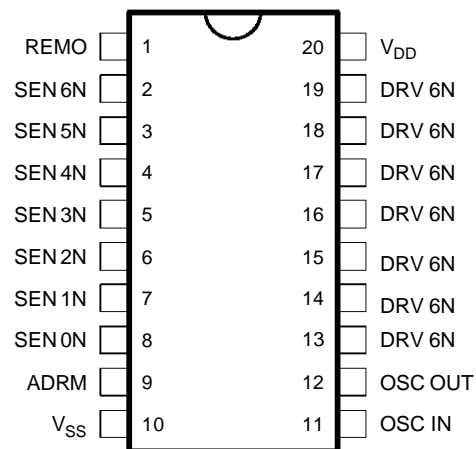 REMO 1 20 VDD
SEN 6N 2 19 DRV 6N
SEN 5N 3 18 DRV 6N
SEN 4N 4 17 DRV 6N
SEN 3N 5 16 DRV 6N
SEN 2N 6 15 DRV 6N
SEN 1N 7 14 DRV 6N
SEN 0N 8 13 DRV 6N
ADRM 9 12 OSC OUT
VSS 10 11 OSC IN